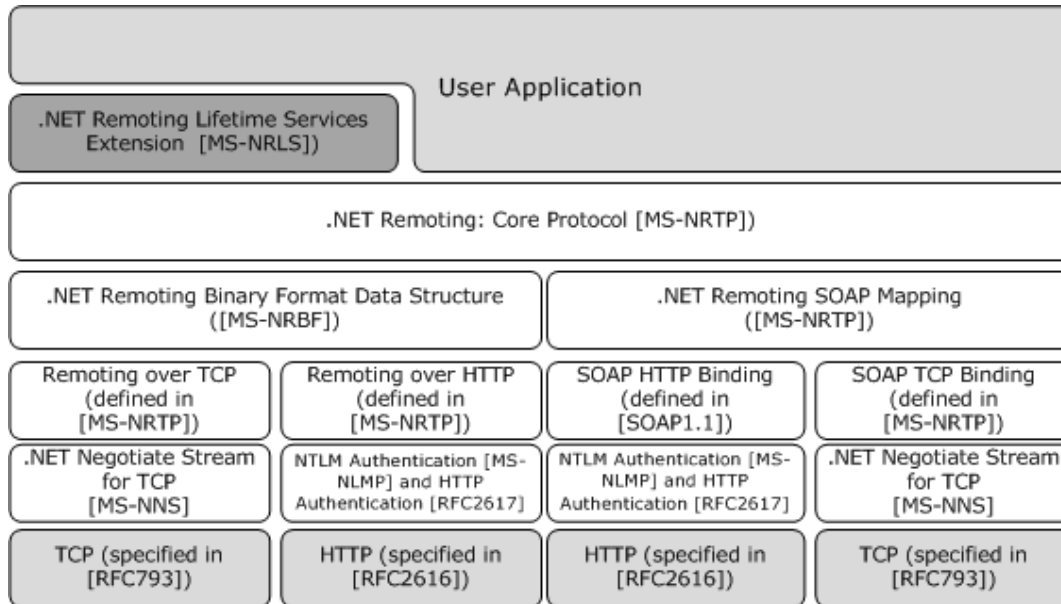 User Application
.NET Remoting Lifetime Services
Extension [MS-NRLS])
.NET Remoting: Core Protocol [MS-NRTP])
.NET Remoting Binary Format Data Structure
([MS-NRBF])
.NET Remoting SOAP Mapping
([MS-NRTP])
Remoting over TCP
(defined in
[MS-NRTP])
Remoting over HTTP
(defined in
[MS-NRTP])
SOAP HTTP Binding
(defined in
[SOAP1.1])
SOAP TCP Binding
(defined in
[MS-NRTP])
.NET Negotiate Stream
for TCP
[MS-NNS]
NTLM Authentication [MS-
NLMP] and HTTP
Authentication [RFC2617]
NTLM Authentication [MS-
NLMP] and HTTP
Authentication [RFC2617]
.NET Negotiate Stream
for TCP
[MS-NNS]
TCP (specified in
[RFC793])
HTTP (specified in
[RFC2616])
HTTP (specified in
[RFC2616])
TCP (specified in
[RFC793])